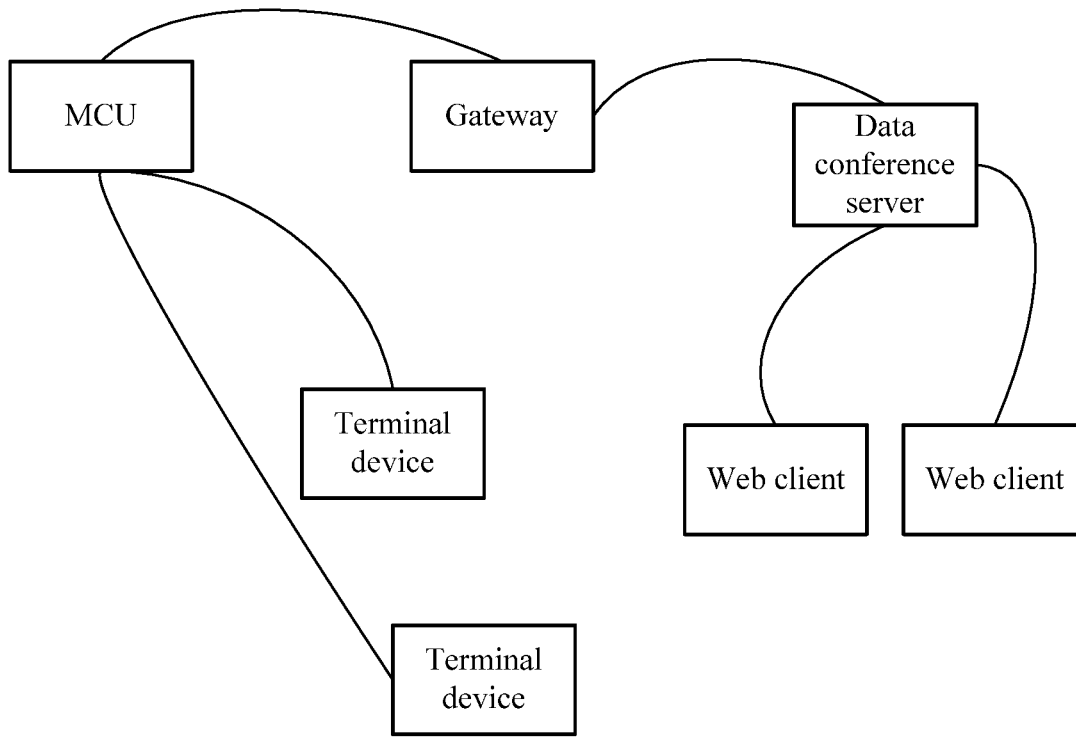 MCU
Gateway
Data
conference
server
Terminal
device
Web client
Web client
Terminal
device